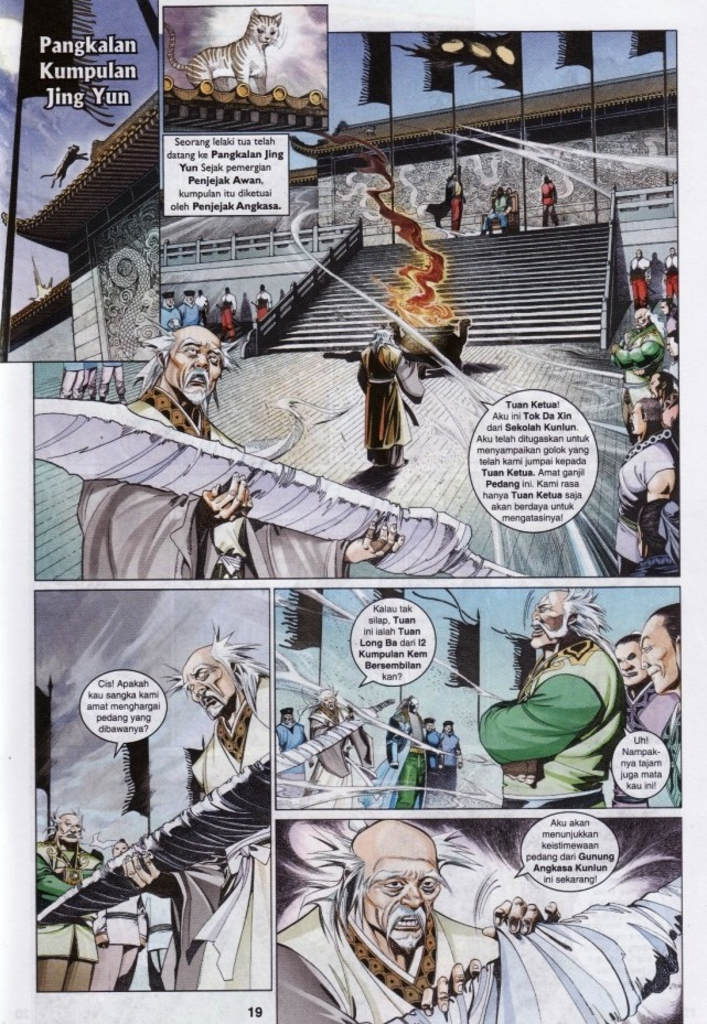 Pangkalan
Kumpulan
Jing Yun
Seorang lelaki tua telah
datang ke Pangkalan Jing
Yun Sejak pemergian
Penjejak Awan,
kumpulan itu diketuai
oleh Penjejak Angkasa.
Tuan Ketua!
Aku ini Tok Da Xin
dari Sekolah Kunlun.
Aku telah ditugaskan untuk
menyampaikan golok yang
telah kami jumpai kepada
Tuan Ketua. Amat ganjil
Pedang ini. Kami rasa
hanya Tuan Ketua saja
akan berdaya untuk
mengatasinya!
Cis! Apakah
kau sangka kami
amat menghargai
pedang yang
dibawanya?
Kalau tak
silap, Tuan
ini ialah Tuan
Long Ba dari I2
Kumpulan Kem
Bersembilan
kan?
Uh!
Nampak-
nya tajam
juga mata
kau ini!
Aku akan
menunjukkan
keistimewaan
pedang dari Gunung
Angkasa Kunlun
ini sekarang!
19